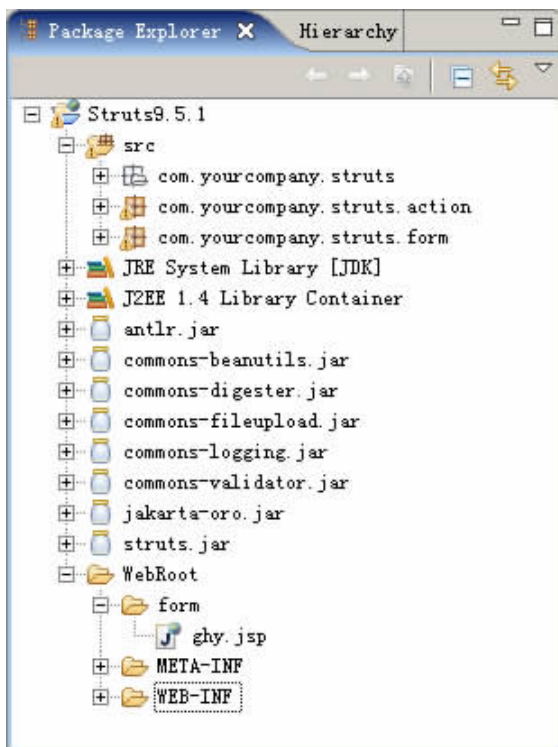 Package Explorer Hierarchy
Struts9.5.1
src
com.yourcompany.struts
com.yourcompany.struts.action
com.yourcompany.struts.form
JRE System Library [JDK]
J2EE 1.4 Library Container
antlr.jar
commons-beanutils.jar
commons-digester.jar
commons-fileupload.jar
commons-logging.jar
commons-validator.jar
jakarta-oro.jar
struts.jar
WebRoot
form
ghy.jsp
META-INF
WEB-INF